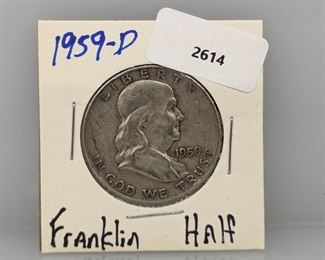 1959-D
2614
LIBERTY
1959
IN GOD WE TRUST
Franklin Half